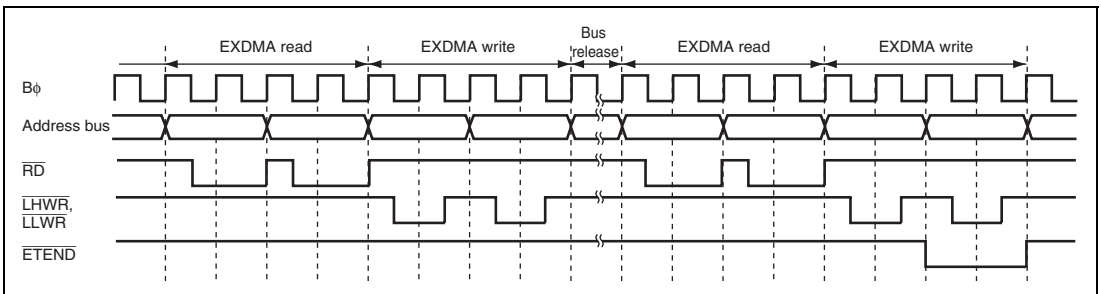 Bus
EXDMA read EXDMA write release EXDMA read EXDMA write
Bϕ
Address bus
RD
LHWR,
LLWR
ETEND